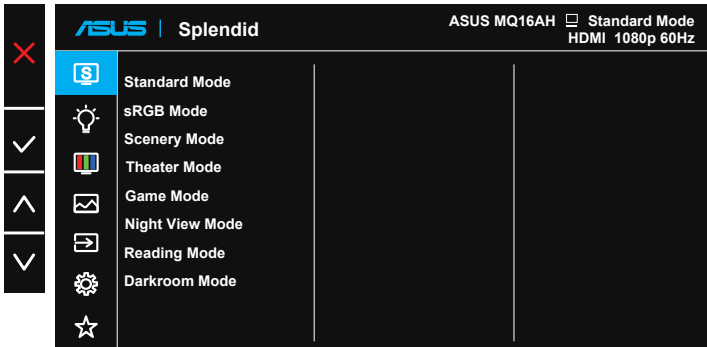 ASUS | Splendid
ASUS MQ16AH Standard Mode
HDMI 1080p 60Hz
S
Standard Mode
sRGB Mode
Scenery Mode
Theater Mode
Game Mode
Night View Mode
Reading Mode
Darkroom Mode